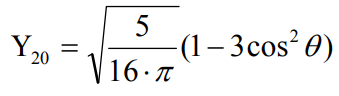 Y₂₀ = √(5 / (16·π)) (1 − 3cos² θ)